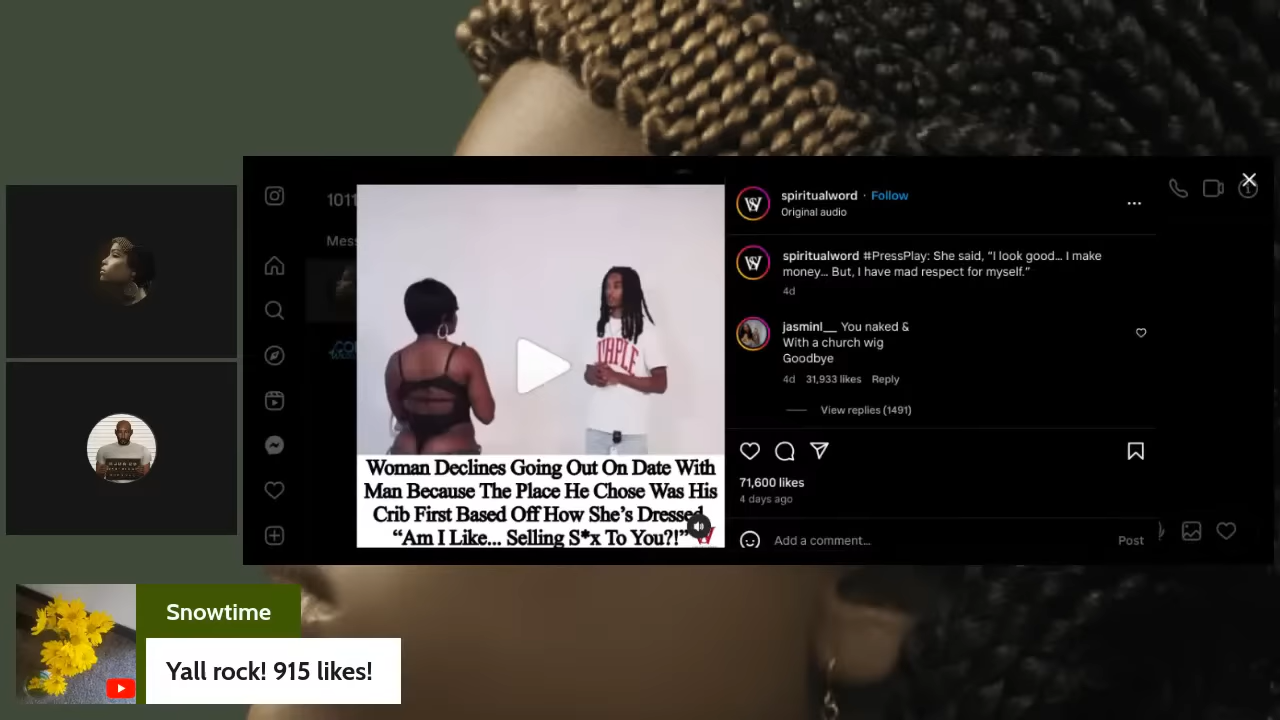 1011
Mess
spiritualword · Follow
Original audio
spiritualword #PressPlay: She said, “I look good... I make
money... But, I have mad respect for myself.”
4d
jasminl__ You naked &
With a church wig
Goodbye
4d 31,933 likes Reply
View replies (1491)
71,600 likes
4 days ago
Add a comment... Post
Woman Declines Going Out On Date With
Man Because The Place He Chose Was His
Crib First Based Off How She’s Dressed
“Am I Like... Selling S*x To You?!”
Snowtime
Yall rock! 915 likes!